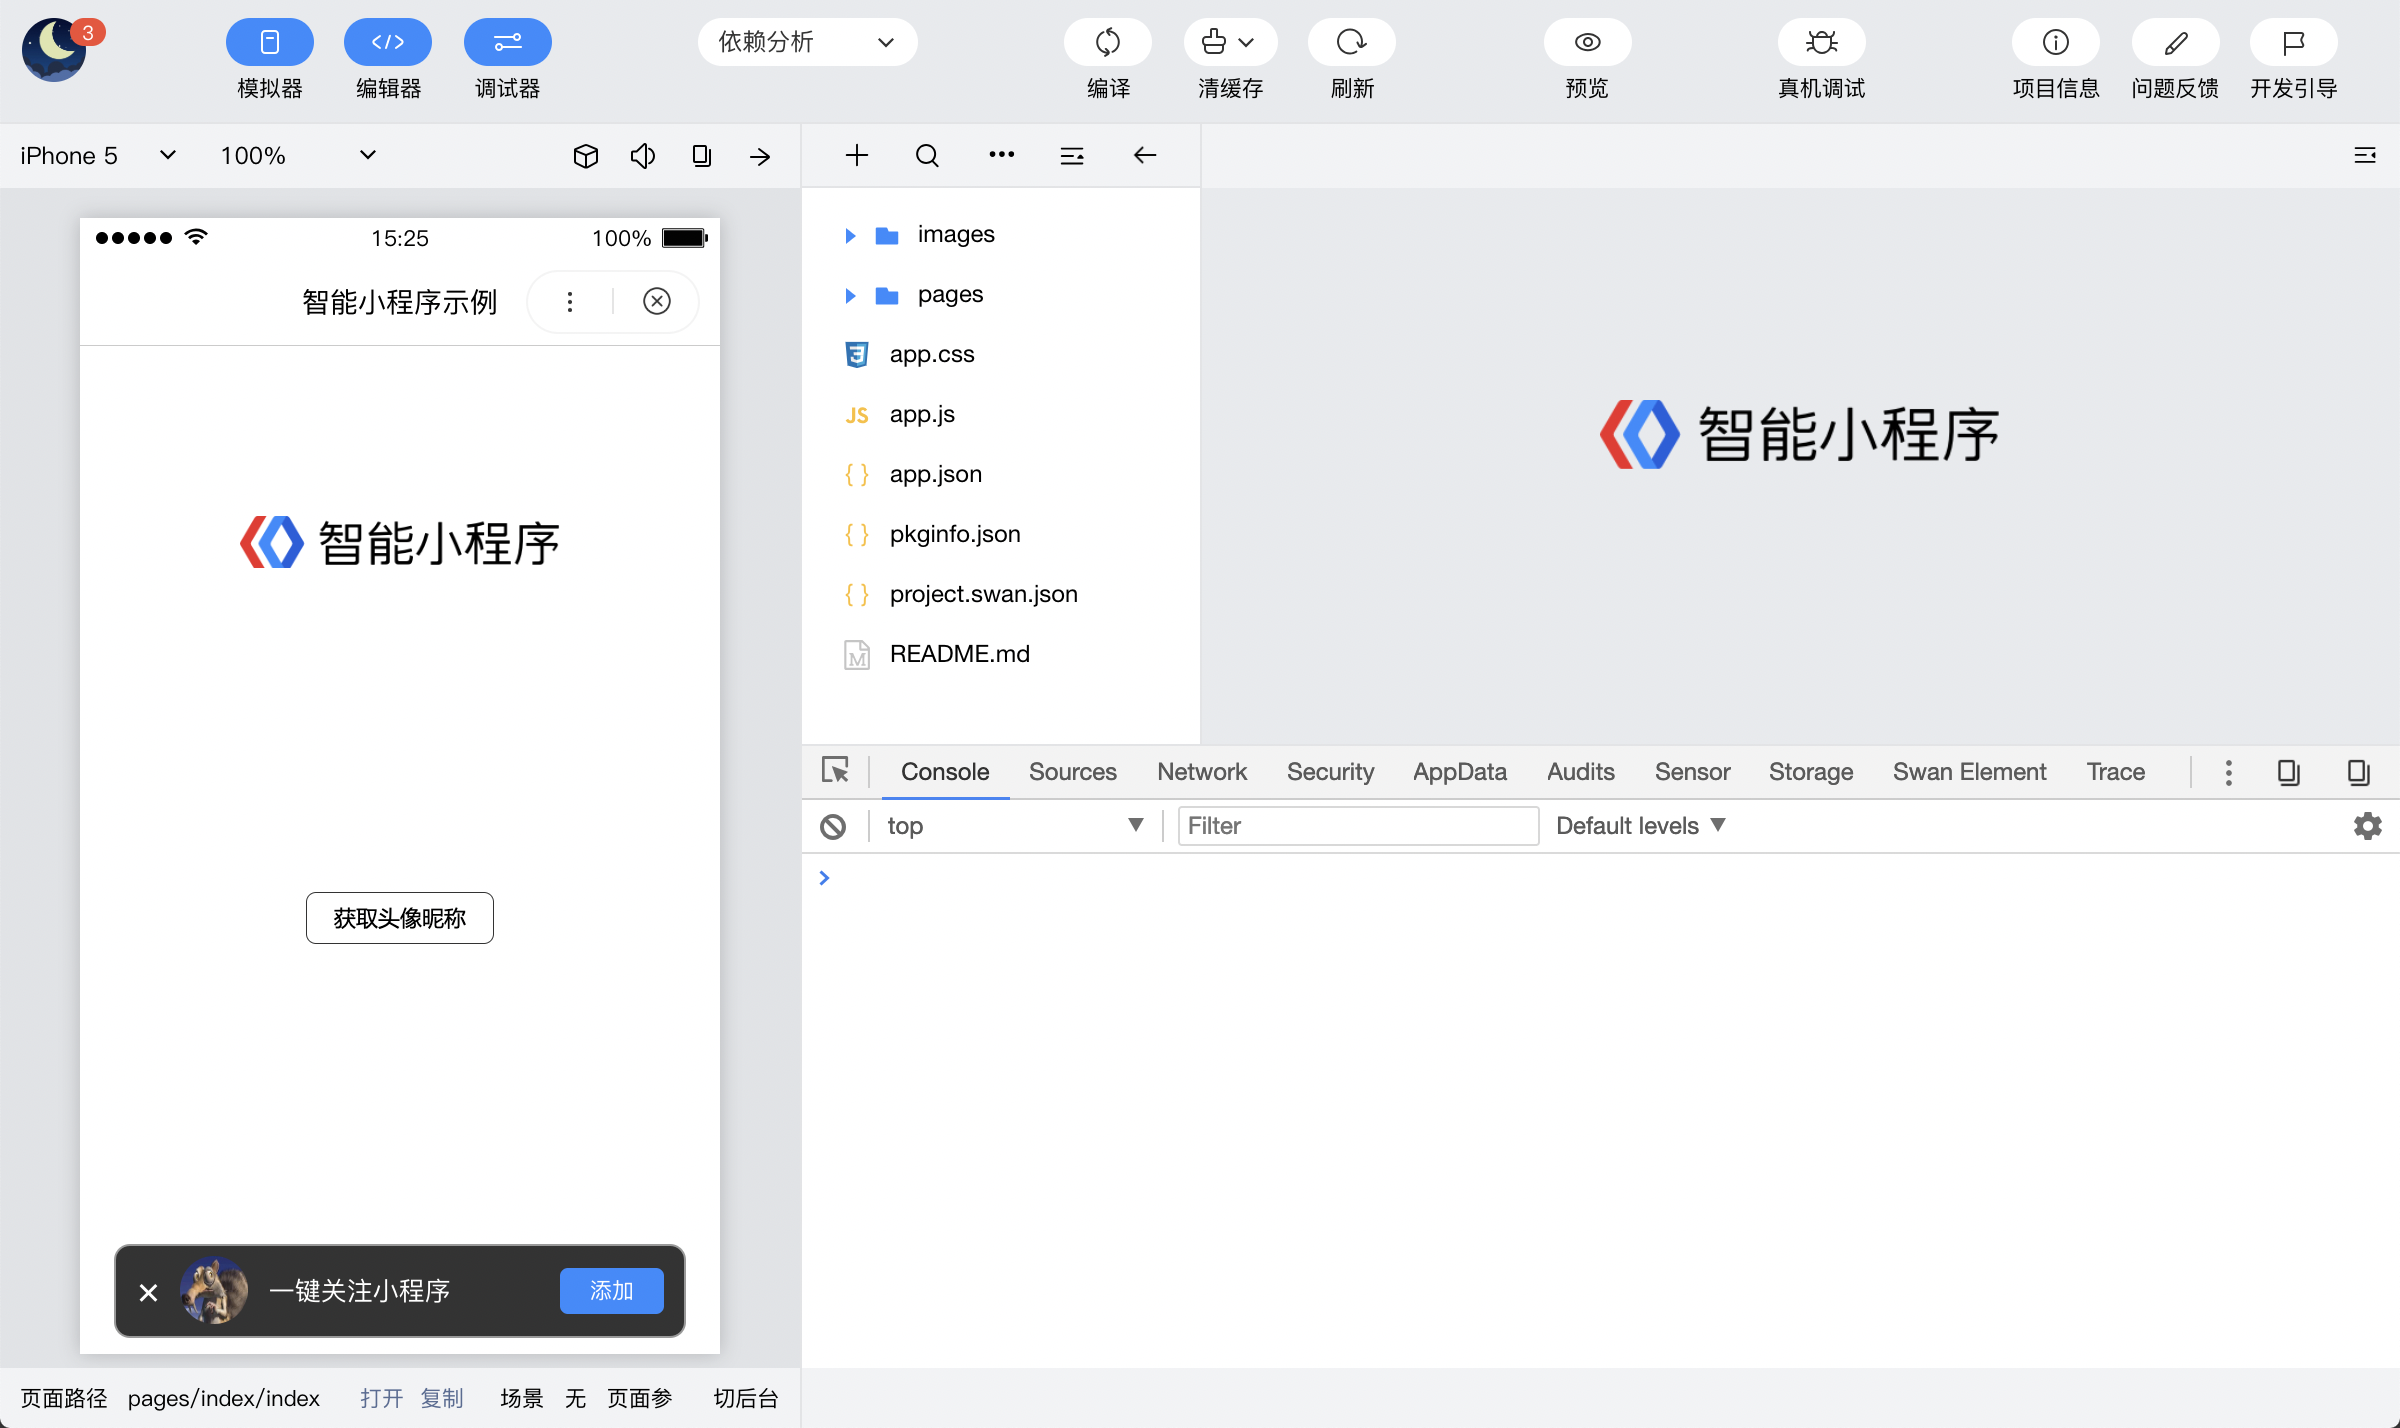 3
模拟器
编辑器
调试器
依赖分析
编译
清缓存
刷新
预览
真机调试
项目信息
问题反馈
开发引导
iPhone 5
100%
15:25
100%
智能小程序示例
智能小程序
获取头像昵称
一键关注小程序
添加
页面路径
pages/index/index
打开
复制
场景
无
页面参
切后台
images
pages
app.css
JS
app.js
{ }
app.json
{ }
pkginfo.json
{ }
project.swan.json
M
README.md
智能小程序
Console
Sources
Network
Security
AppData
Audits
Sensor
Storage
Swan Element
Trace
top
Filter
Default levels